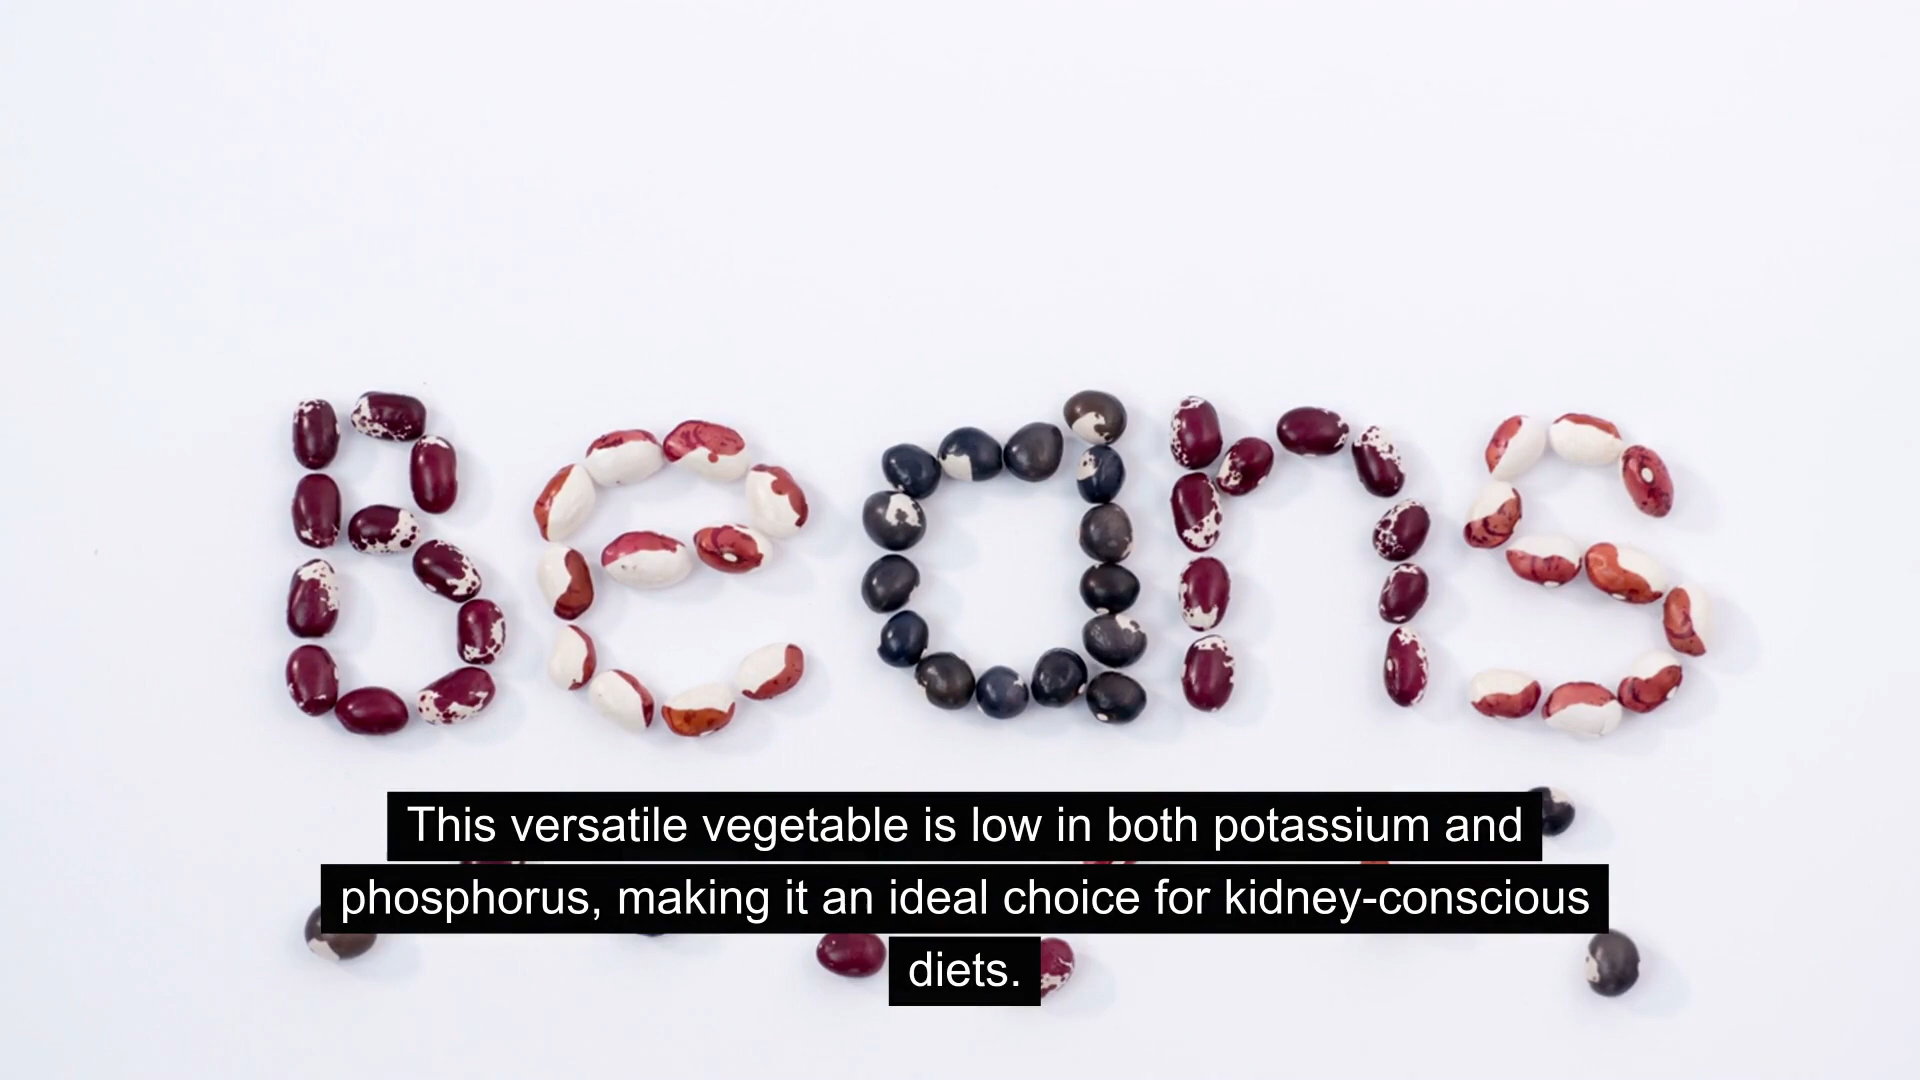 Beans
This versatile vegetable is low in both potassium and
phosphorus, making it an ideal choice for kidney-conscious
diets.